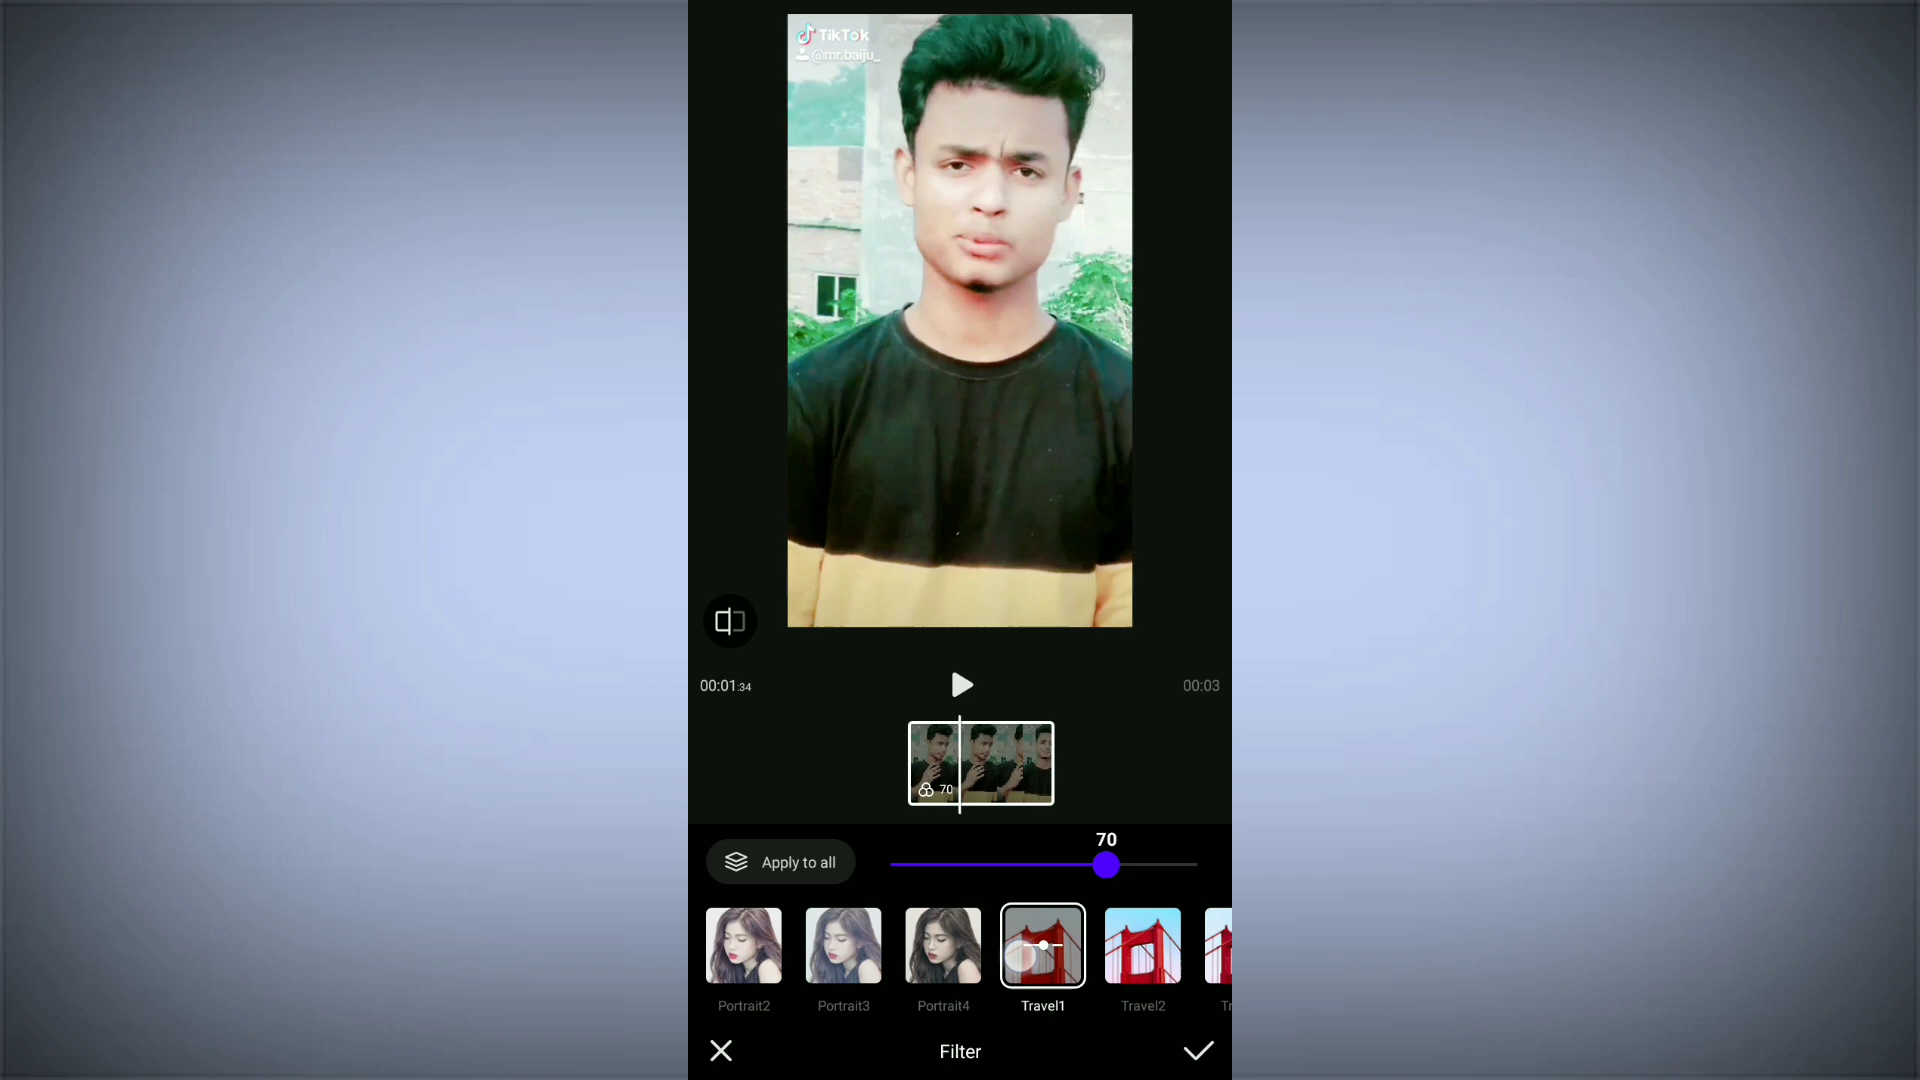 TikTok
@mr.baiju_
00:01:34
00:03
70
70
Apply to all
Portrait2
Portrait3
Portrait4
Travel1
Travel2
Tr
Filter